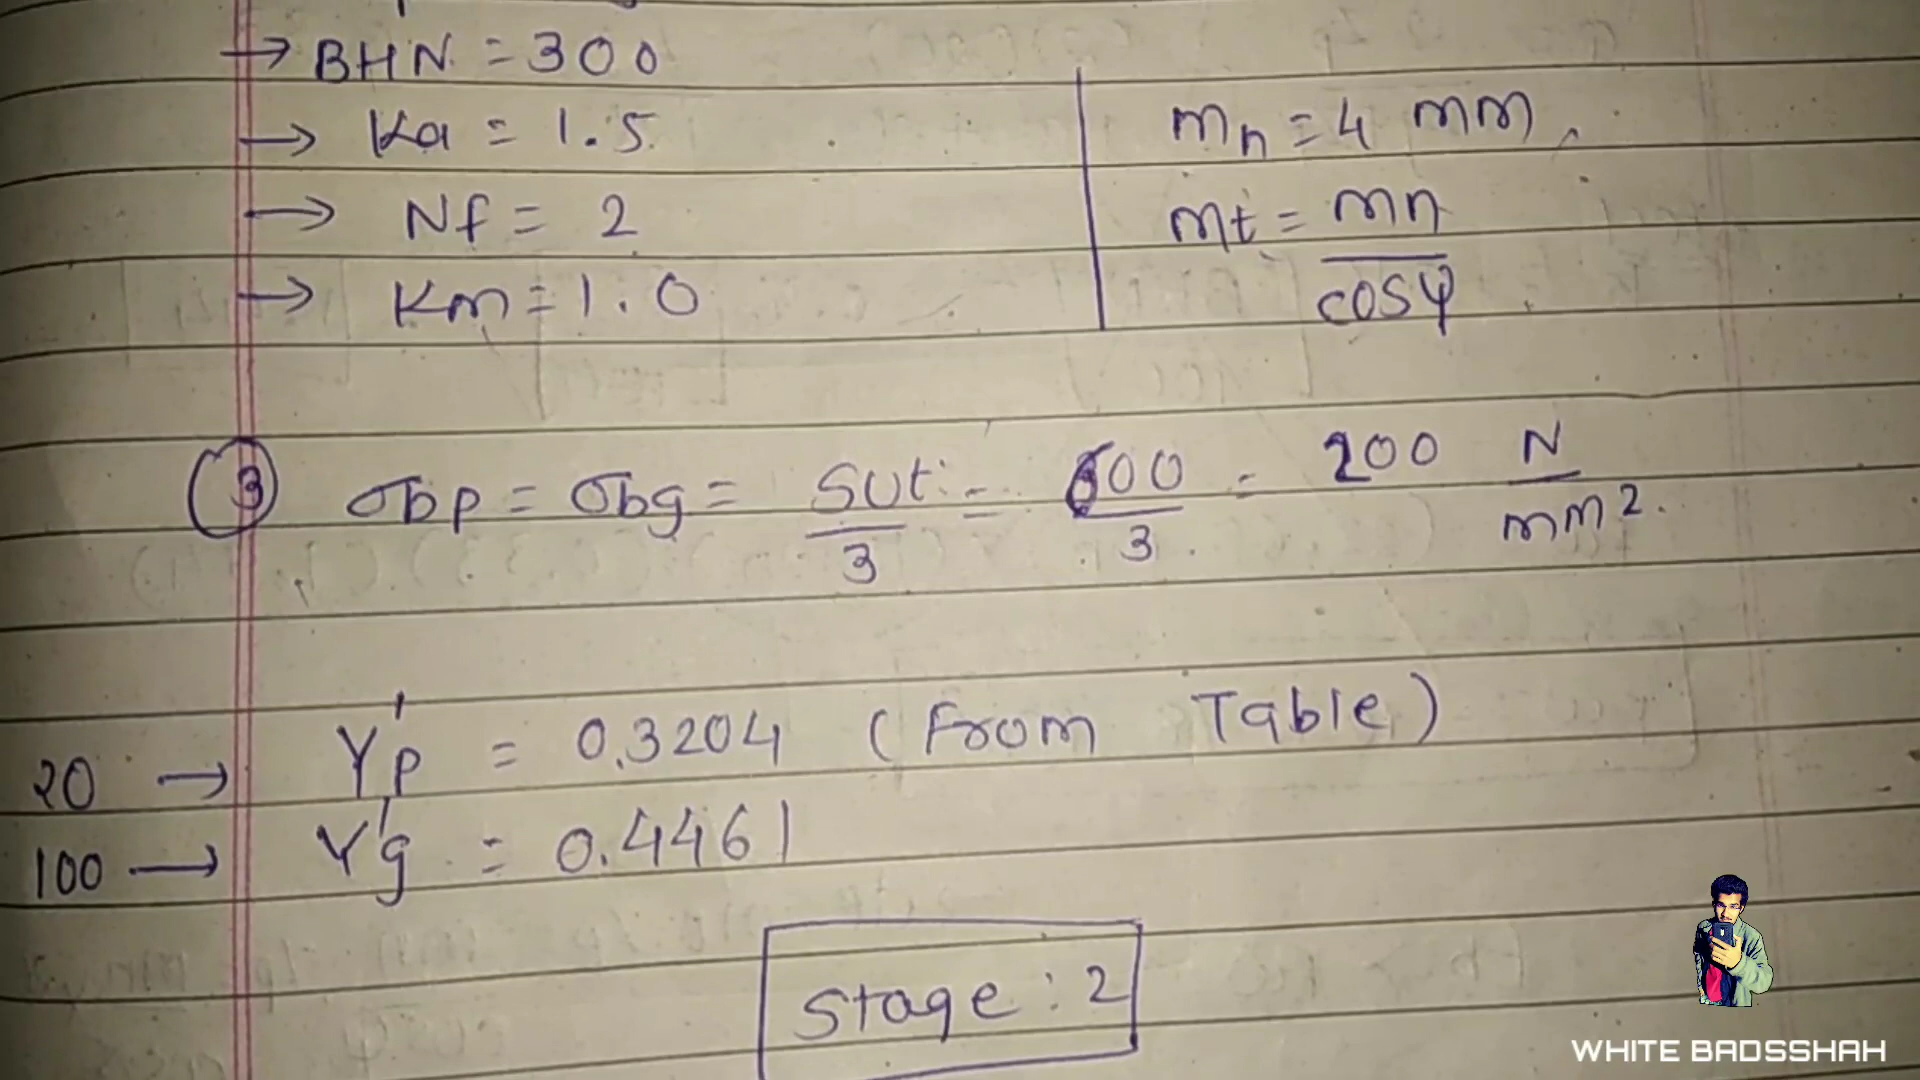 → BHN = 300
→ Ka = 1.5
→ Nf = 2
→ Km = 1.0
mn = 4 mm
mt = mn / cosψ
③ σbp = σbg = Sut / 3 = 600 / 3 = 200 N / mm²
20 → Y'p = 0.3204 (From Table)
100 → Y'g = 0.4461
Stage : 2
WHITE BADSSHAH